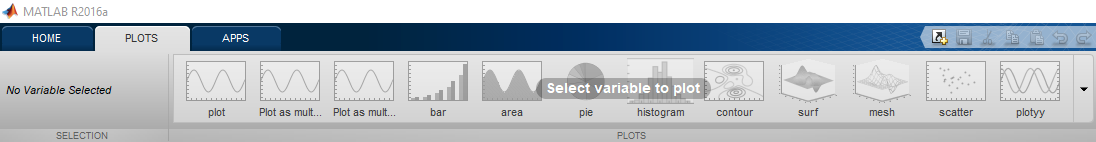 MATLAB R2016a
HOME PLOTS APPS
No Variable Selected
Select variable to plot
plot Plot as mult... Plot as mult... bar area pie histogram contour surf mesh scatter plotyy
SELECTION PLOTS